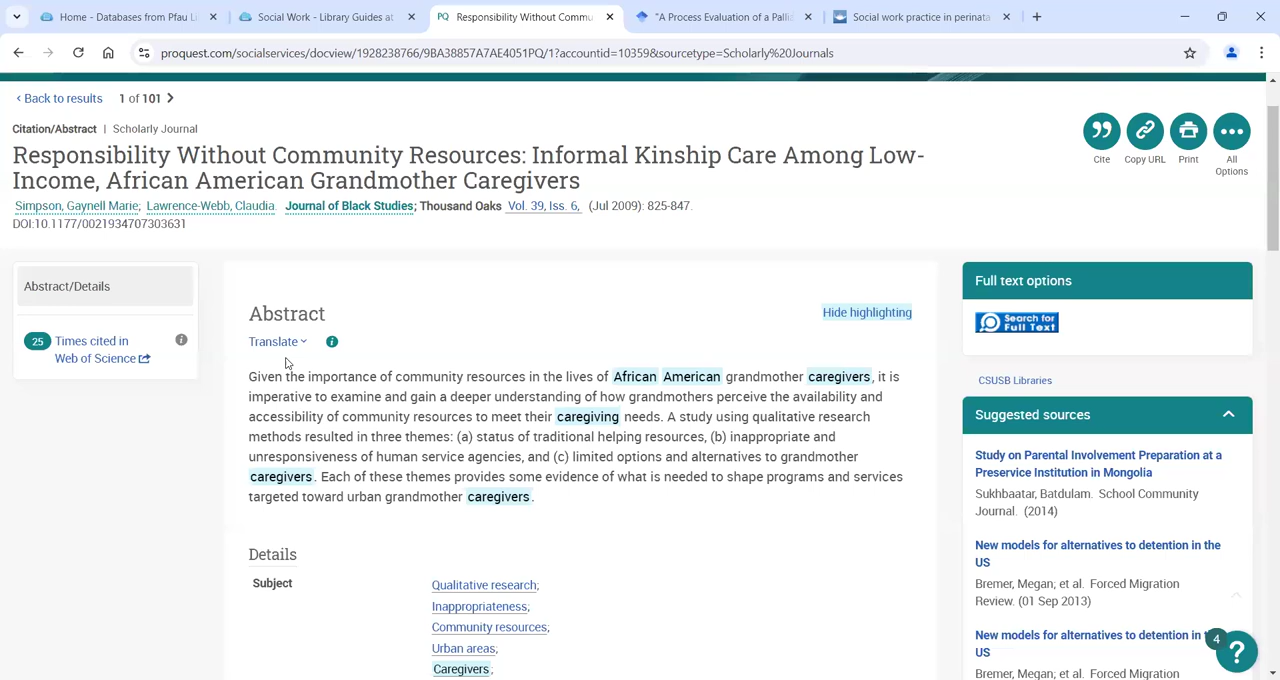 Home - Databases from Pfau Li
Social Work - Library Guides at
PQ Responsibility Without Commu
"A Process Evaluation of a Palli
Social work practice in perinata
proquest.com/socialservices/docview/1928238766/9BA38857A7AE4051PQ/1?accountid=10359&sourcetype=Scholarly%20Journals
‹ Back to results 1 of 101
Citation/Abstract | Scholarly Journal
Responsibility Without Community Resources: Informal Kinship Care Among Low-
Income, African American Grandmother Caregivers
Simpson, Gaynell Marie; Lawrence-Webb, Claudia. Journal of Black Studies; Thousand Oaks Vol. 39, Iss. 6, (Jul 2009): 825-847.
DOI:10.1177/0021934707303631
Cite
Copy URL
Print
All
Options
Abstract/Details
25 Times cited in
Web of Science
Abstract
Hide highlighting
Translate
Given the importance of community resources in the lives of African American grandmother caregivers, it is
imperative to examine and gain a deeper understanding of how grandmothers perceive the availability and
accessibility of community resources to meet their caregiving needs. A study using qualitative research
methods resulted in three themes: (a) status of traditional helping resources, (b) inappropriate and
unresponsiveness of human service agencies, and (c) limited options and alternatives to grandmother
caregivers. Each of these themes provides some evidence of what is needed to shape programs and services
targeted toward urban grandmother caregivers.
Details
Subject
Qualitative research;
Inappropriateness;
Community resources;
Urban areas;
Caregivers;
Full text options
Search for
Full Text
CSUSB Libraries
Suggested sources
Study on Parental Involvement Preparation at a
Preservice Institution in Mongolia
Sukhbaatar, Batdulam. School Community
Journal. (2014)
New models for alternatives to detention in the
US
Bremer, Megan; et al. Forced Migration
Review. (01 Sep 2013)
New models for alternatives to detention in
US
Bremer, Megan; et al. Forced Migration
4
?